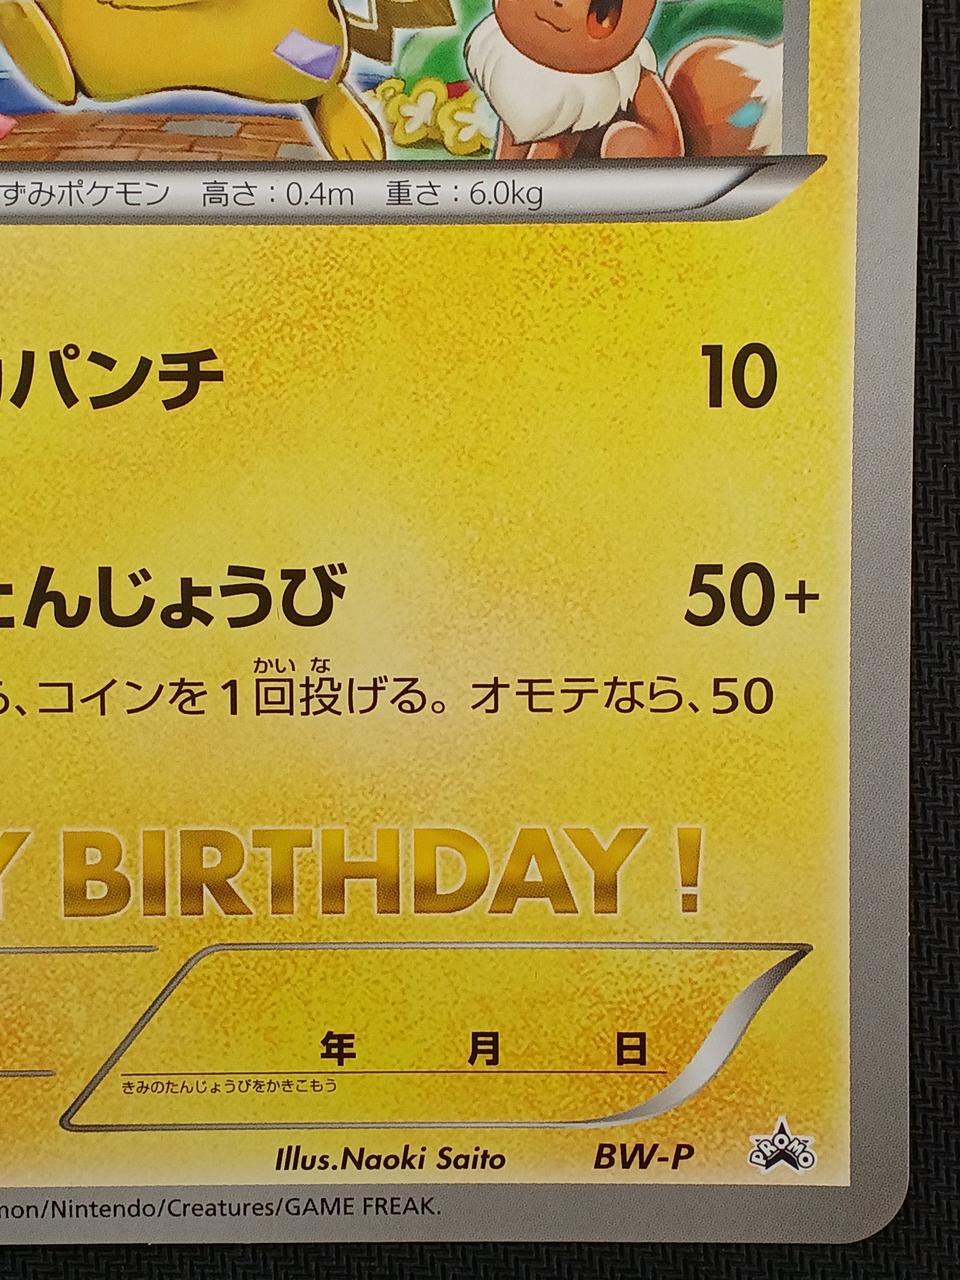 ずみポケモン 高さ：0.4m 重さ：6.0kg
パンチ 10
たんじょうび 50+
かい な
ら、コインを1回投げる。オモテなら、50
Y BIRTHDAY !
年 月 日
きみのたんじょうびをかきこもう
Illus.Naoki Saito BW-P PROMO
mon/Nintendo/Creatures/GAME FREAK.